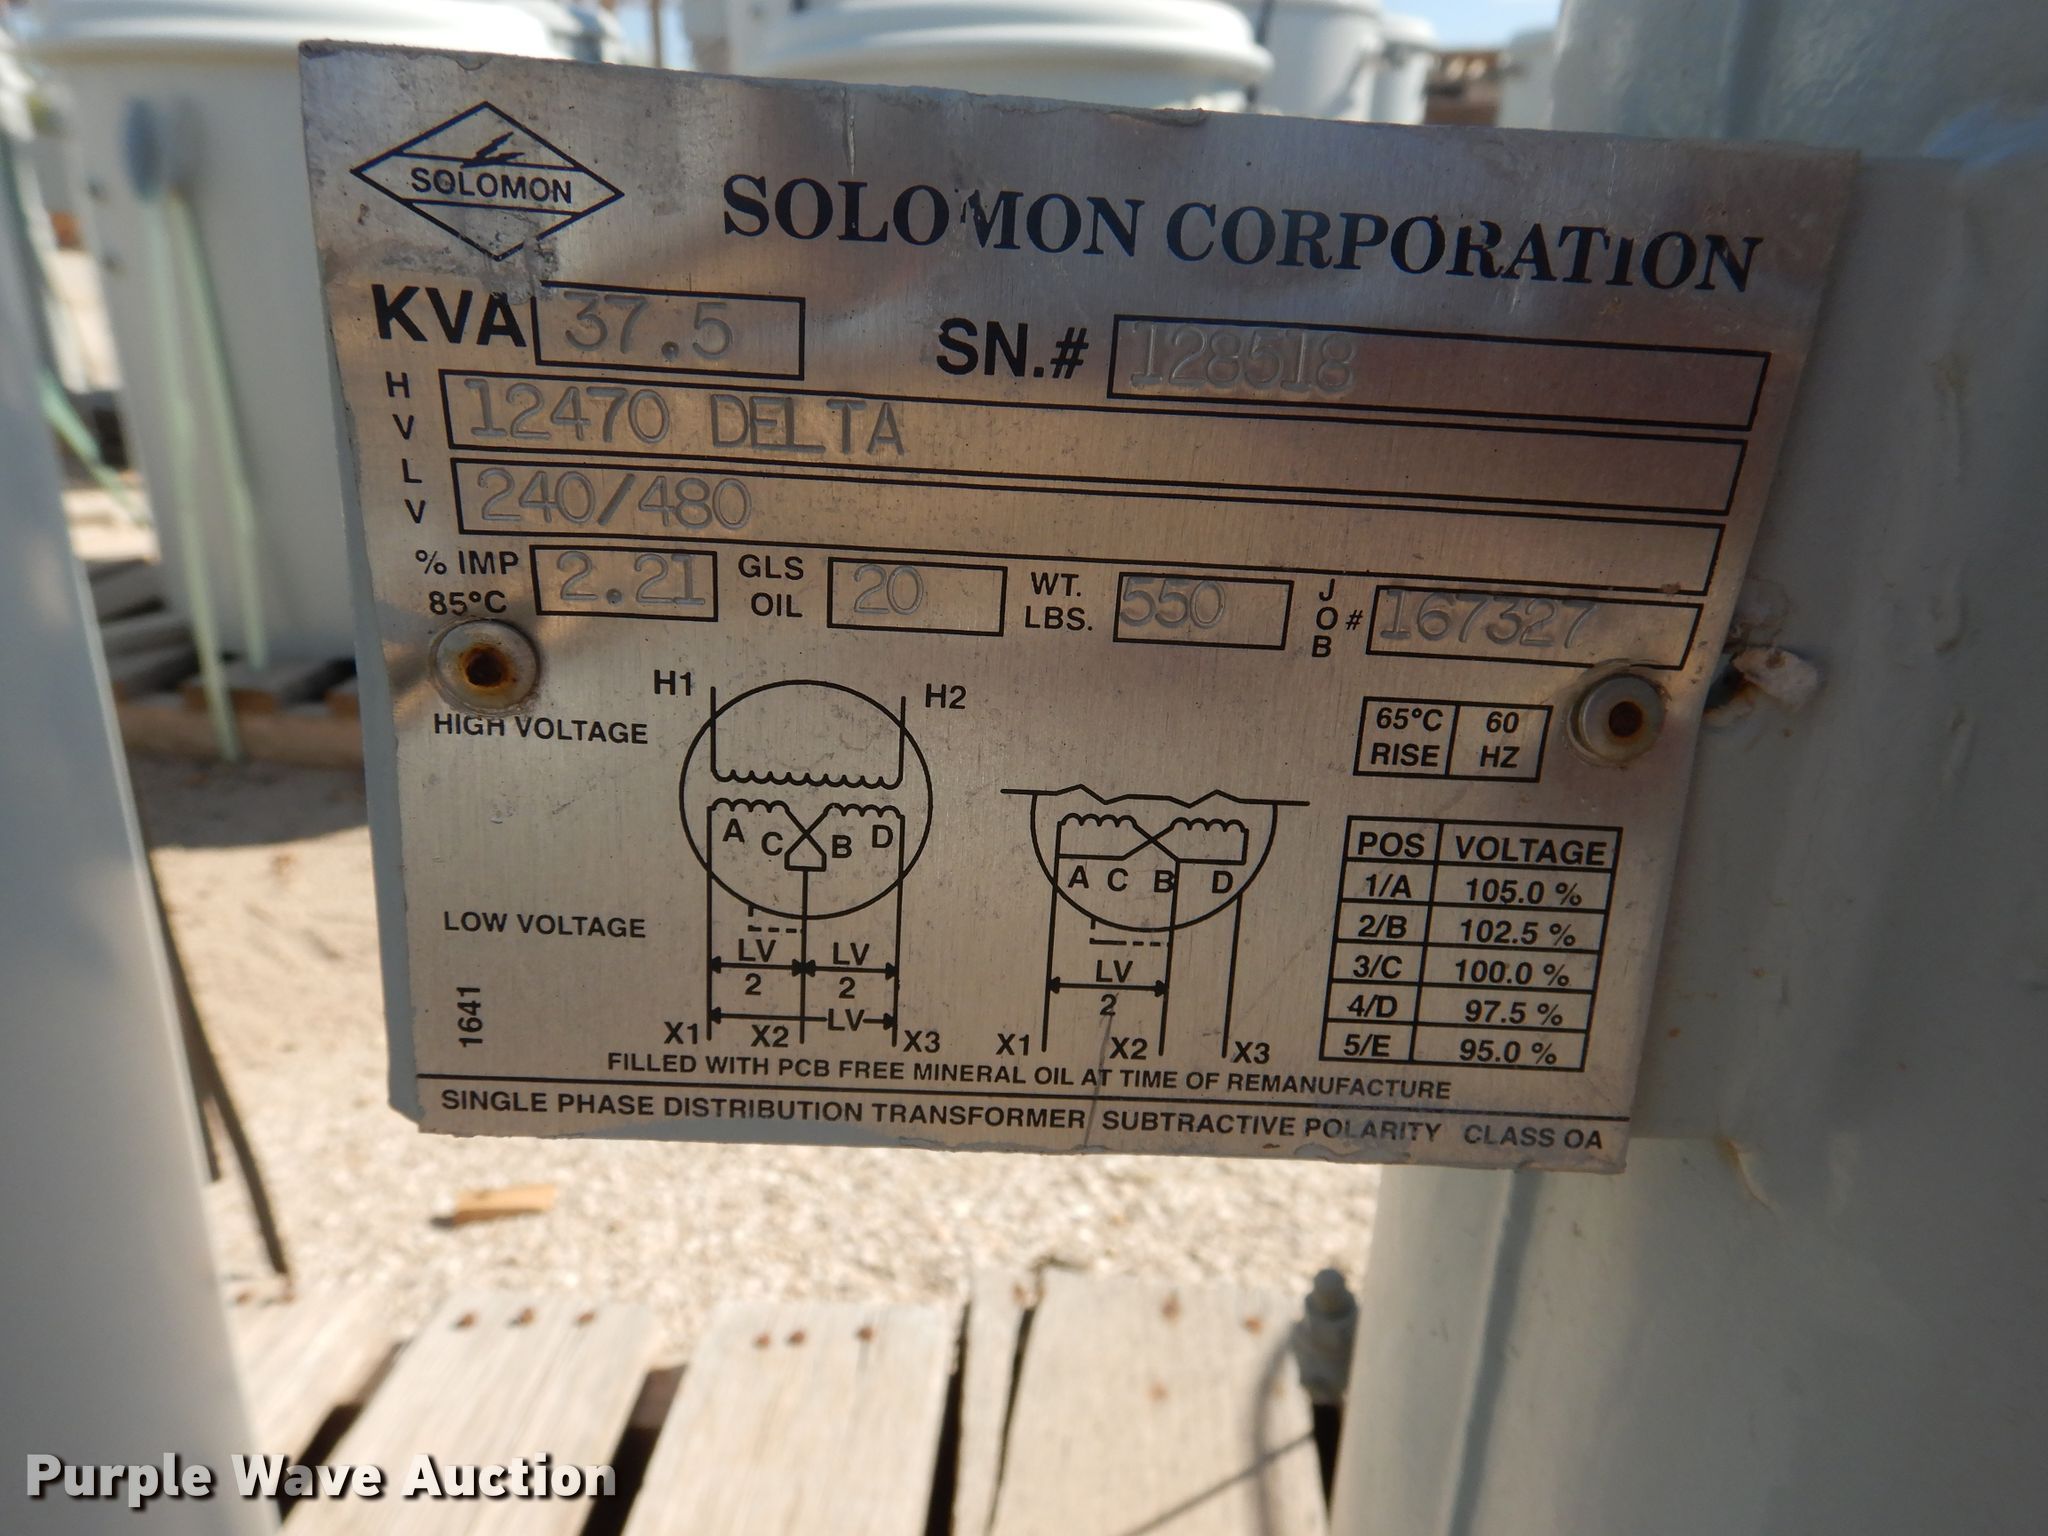 SOLOMON
SOLOMON CORPORATION
KVA 37.5 SN.# 128518
HV 12470 DELTA
LV 240/480
% IMP 85°C 2.21 GLS OIL 20 WT. LBS. 550 JOB # 167327
H1 H2
HIGH VOLTAGE
65°C RISE 60 HZ
A C B D
A C B D
LOW VOLTAGE
LV/2 LV/2
LV/2
LV
X1 X2 X3
X1 X2 X3
1641
POS VOLTAGE
1/A 105.0 %
2/B 102.5 %
3/C 100.0 %
4/D 97.5 %
5/E 95.0 %
FILLED WITH PCB FREE MINERAL OIL AT TIME OF REMANUFACTURE
SINGLE PHASE DISTRIBUTION TRANSFORMER SUBTRACTIVE POLARITY CLASS OA
Purple Wave Auction